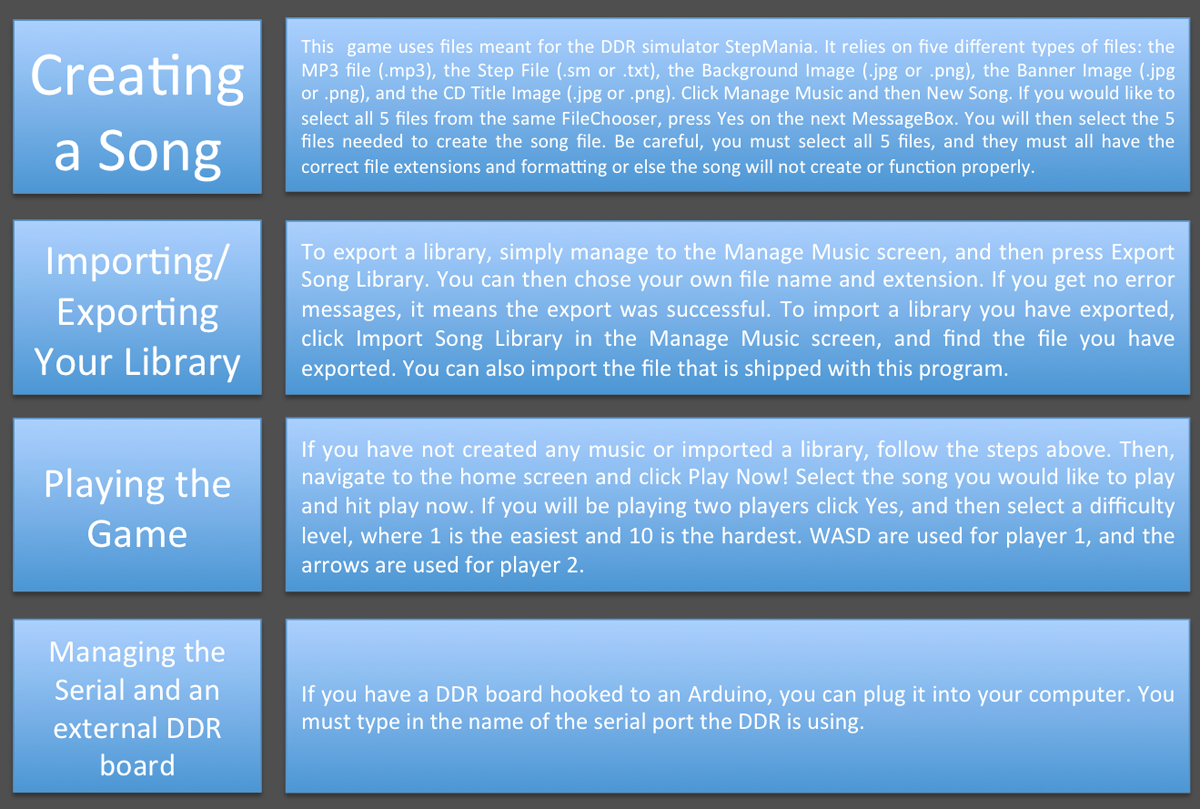 Creating
a Song
This  game uses files meant for the DDR simulator StepMania. It relies on five different types of files: the
MP3 file (.mp3), the Step File (.sm or .txt), the Background Image (.jpg or .png), the Banner Image (.jpg
or .png), and the CD Title Image (.jpg or .png). Click Manage Music and then New Song. If you would like to
select all 5 files from the same FileChooser, press Yes on the next MessageBox. You will then select the 5
files needed to create the song file. Be careful, you must select all 5 files, and they must all have the
correct file extensions and formatting or else the song will not create or function properly.
Importing/
Exporting
Your Library
To export a library, simply manage to the Manage Music screen, and then press Export
Song Library. You can then chose your own file name and extension. If you get no error
messages, it means the export was successful. To import a library you have exported,
click Import Song Library in the Manage Music screen, and find the file you have
exported. You can also import the file that is shipped with this program.
Playing the
Game
If you have not created any music or imported a library, follow the steps above. Then,
navigate to the home screen and click Play Now! Select the song you would like to play
and hit play now. If you will be playing two players click Yes, and then select a difficulty
level, where 1 is the easiest and 10 is the hardest. WASD are used for player 1, and the
arrows are used for player 2.
Managing the
Serial and an
external DDR
board
If you have a DDR board hooked to an Arduino, you can plug it into your computer. You
must type in the name of the serial port the DDR is using.